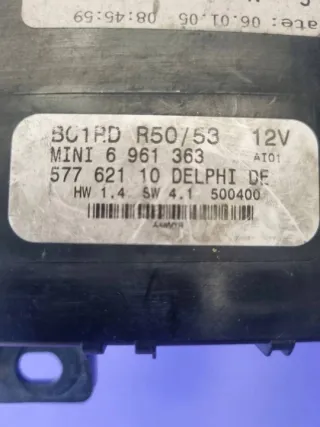 ate: 06.01.05 08:45:59
BC1RD R50/53 12V
MINI 6 961 363 AI01
577 621 10 DELPHI DE
HW 1.4 SW 4.1 500400